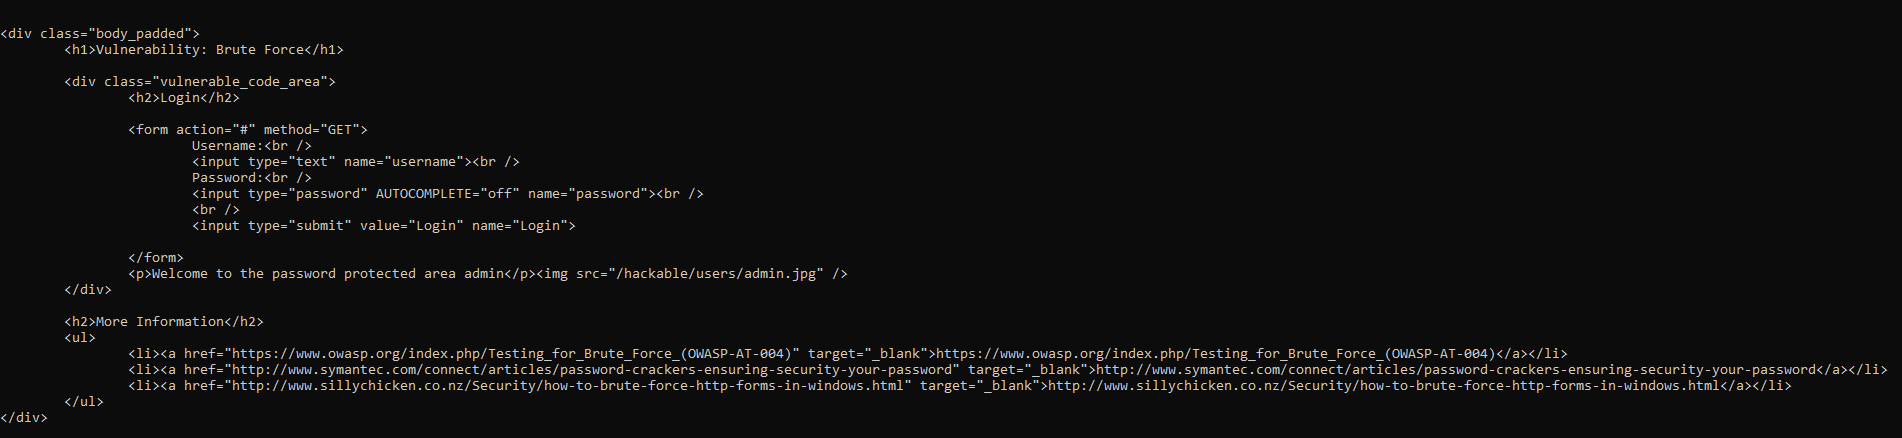 <div class="body_padded">
<h1>Vulnerability: Brute Force</h1>
<div class="vulnerable_code_area">
<h2>Login</h2>
<form action="#" method="GET">
Username:<br />
<input type="text" name="username"><br />
Password:<br />
<input type="password" AUTOCOMPLETE="off" name="password"><br />
<br />
<input type="submit" value="Login" name="Login">
</form>
<p>Welcome to the password protected area admin</p><img src="/hackable/users/admin.jpg" />
</div>
<h2>More Information</h2>
<ul>
<li><a href="https://www.owasp.org/index.php/Testing_for_Brute_Force_(OWASP-AT-004)" target="_blank">https://www.owasp.org/index.php/Testing_for_Brute_Force_(OWASP-AT-004)</a></li>
<li><a href="http://www.symantec.com/connect/articles/password-crackers-ensuring-security-your-password" target="_blank">http://www.symantec.com/connect/articles/password-crackers-ensuring-security-your-password</a></li>
<li><a href="http://www.sillychicken.co.nz/Security/how-to-brute-force-http-forms-in-windows.html" target="_blank">http://www.sillychicken.co.nz/Security/how-to-brute-force-http-forms-in-windows.html</a></li>
</ul>
</div>